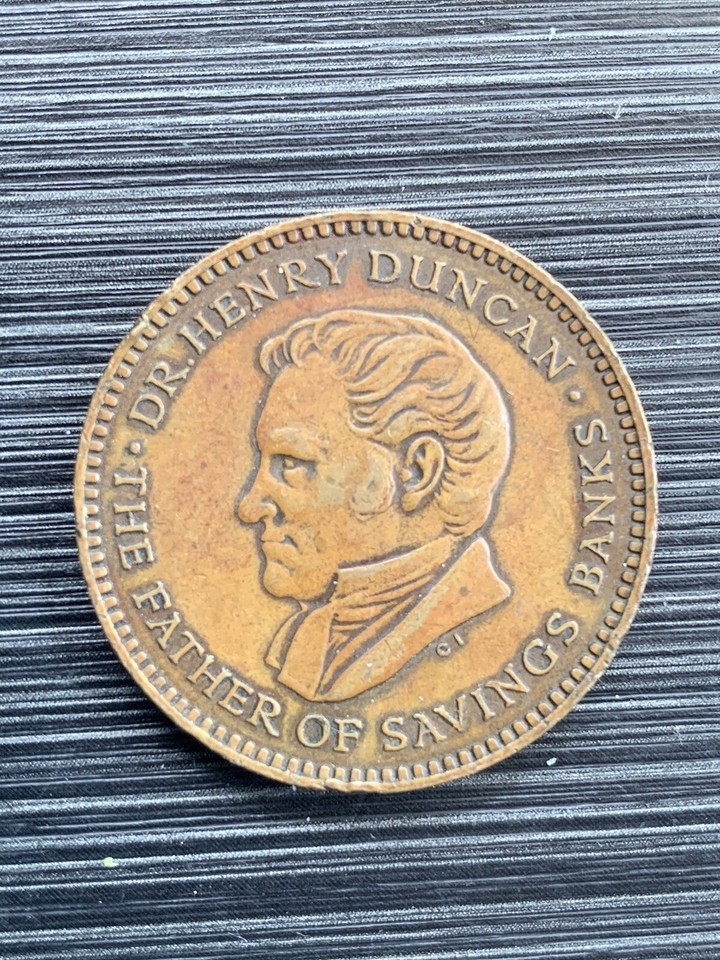 · DR. HENRY DUNCAN ·
THE FATHER OF SAVINGS BANKS
C I